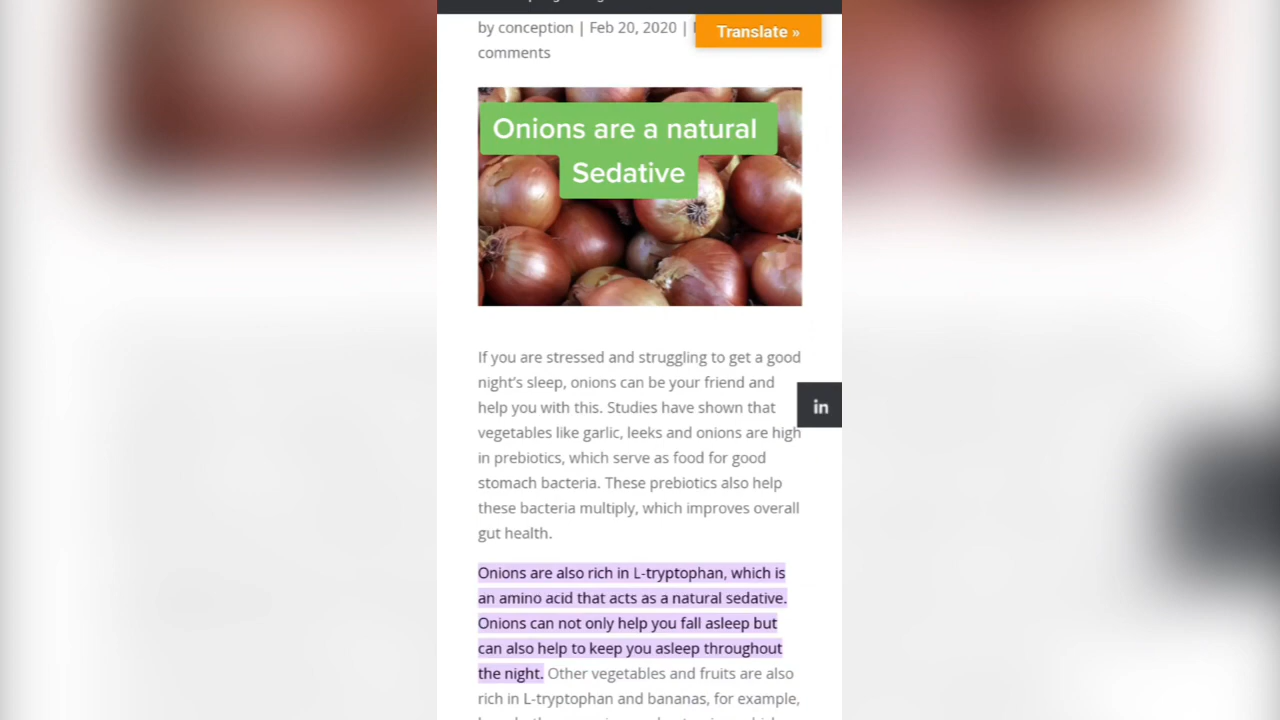 by conception | Feb 20, 2020 |
Translate »
comments
Onions are a natural
Sedative
If you are stressed and struggling to get a good
night's sleep, onions can be your friend and
help you with this. Studies have shown that
in
vegetables like garlic, leeks and onions are high
in prebiotics, which serve as food for good
stomach bacteria. These prebiotics also help
these bacteria multiply, which improves overall
gut health.
Onions are also rich in L-tryptophan, which is
an amino acid that acts as a natural sedative.
Onions can not only help you fall asleep but
can also help to keep you asleep throughout
the night. Other vegetables and fruits are also
rich in L-tryptophan and bananas, for example,